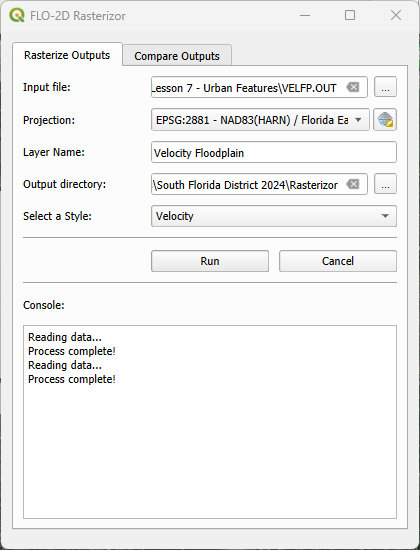 FLO-2D Rasterizor
Rasterize Outputs
Compare Outputs
Input file:
Lesson 7 - Urban Features\VELFP.OUT
...
Projection:
EPSG:2881 - NAD83(HARN) / Florida Ea
Layer Name:
Velocity Floodplain
Output directory:
\South Florida District 2024\Rasterizor
...
Select a Style:
Velocity
Run
Cancel
Console:
Reading data...
Process complete!
Reading data...
Process complete!